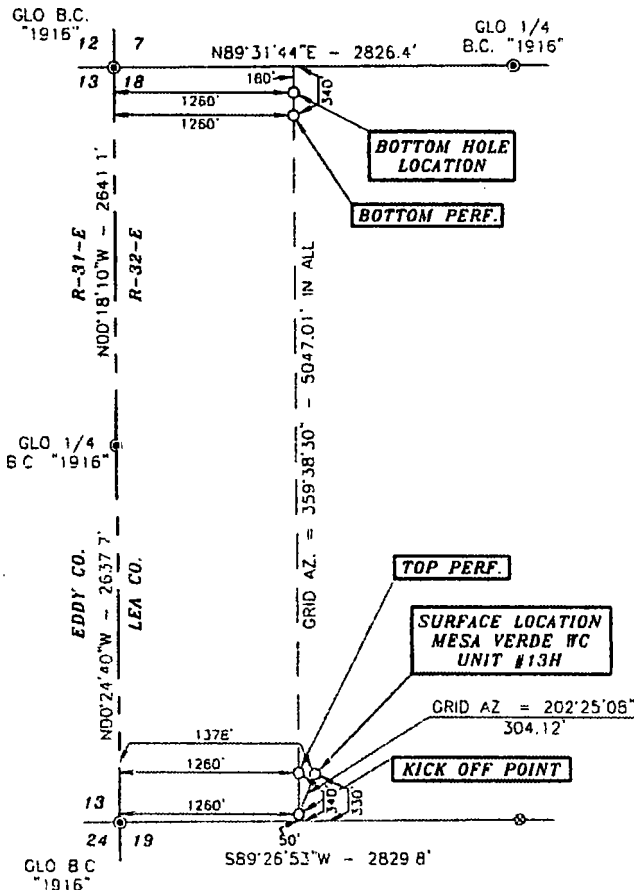 GLO B.C.
"1916"
12 7
13 18
GLO 1/4
B.C. "1916"
N89°31'44"E - 2826.4'
160'
340'
1260'
1260'
BOTTOM HOLE
LOCATION
BOTTOM PERF.
R-31-E
R-32-E
N00°18'10"W - 2641 1'
GRID AZ. = 359°38'30" - 5047.01' IN ALL
GLO 1/4
B C "1916"
EDDY CO.
LEA CO.
N00°24'40"W - 2637 7'
TOP PERF.
SURFACE LOCATION
MESA VERDE WC
UNIT #13H
GRID AZ = 202°25'08"
304.12'
1378'
1260'
KICK OFF POINT
1260'
340'
330'
13
24 19
50'
S89°26'53"W - 2829 8'
GLO B C
"1916"